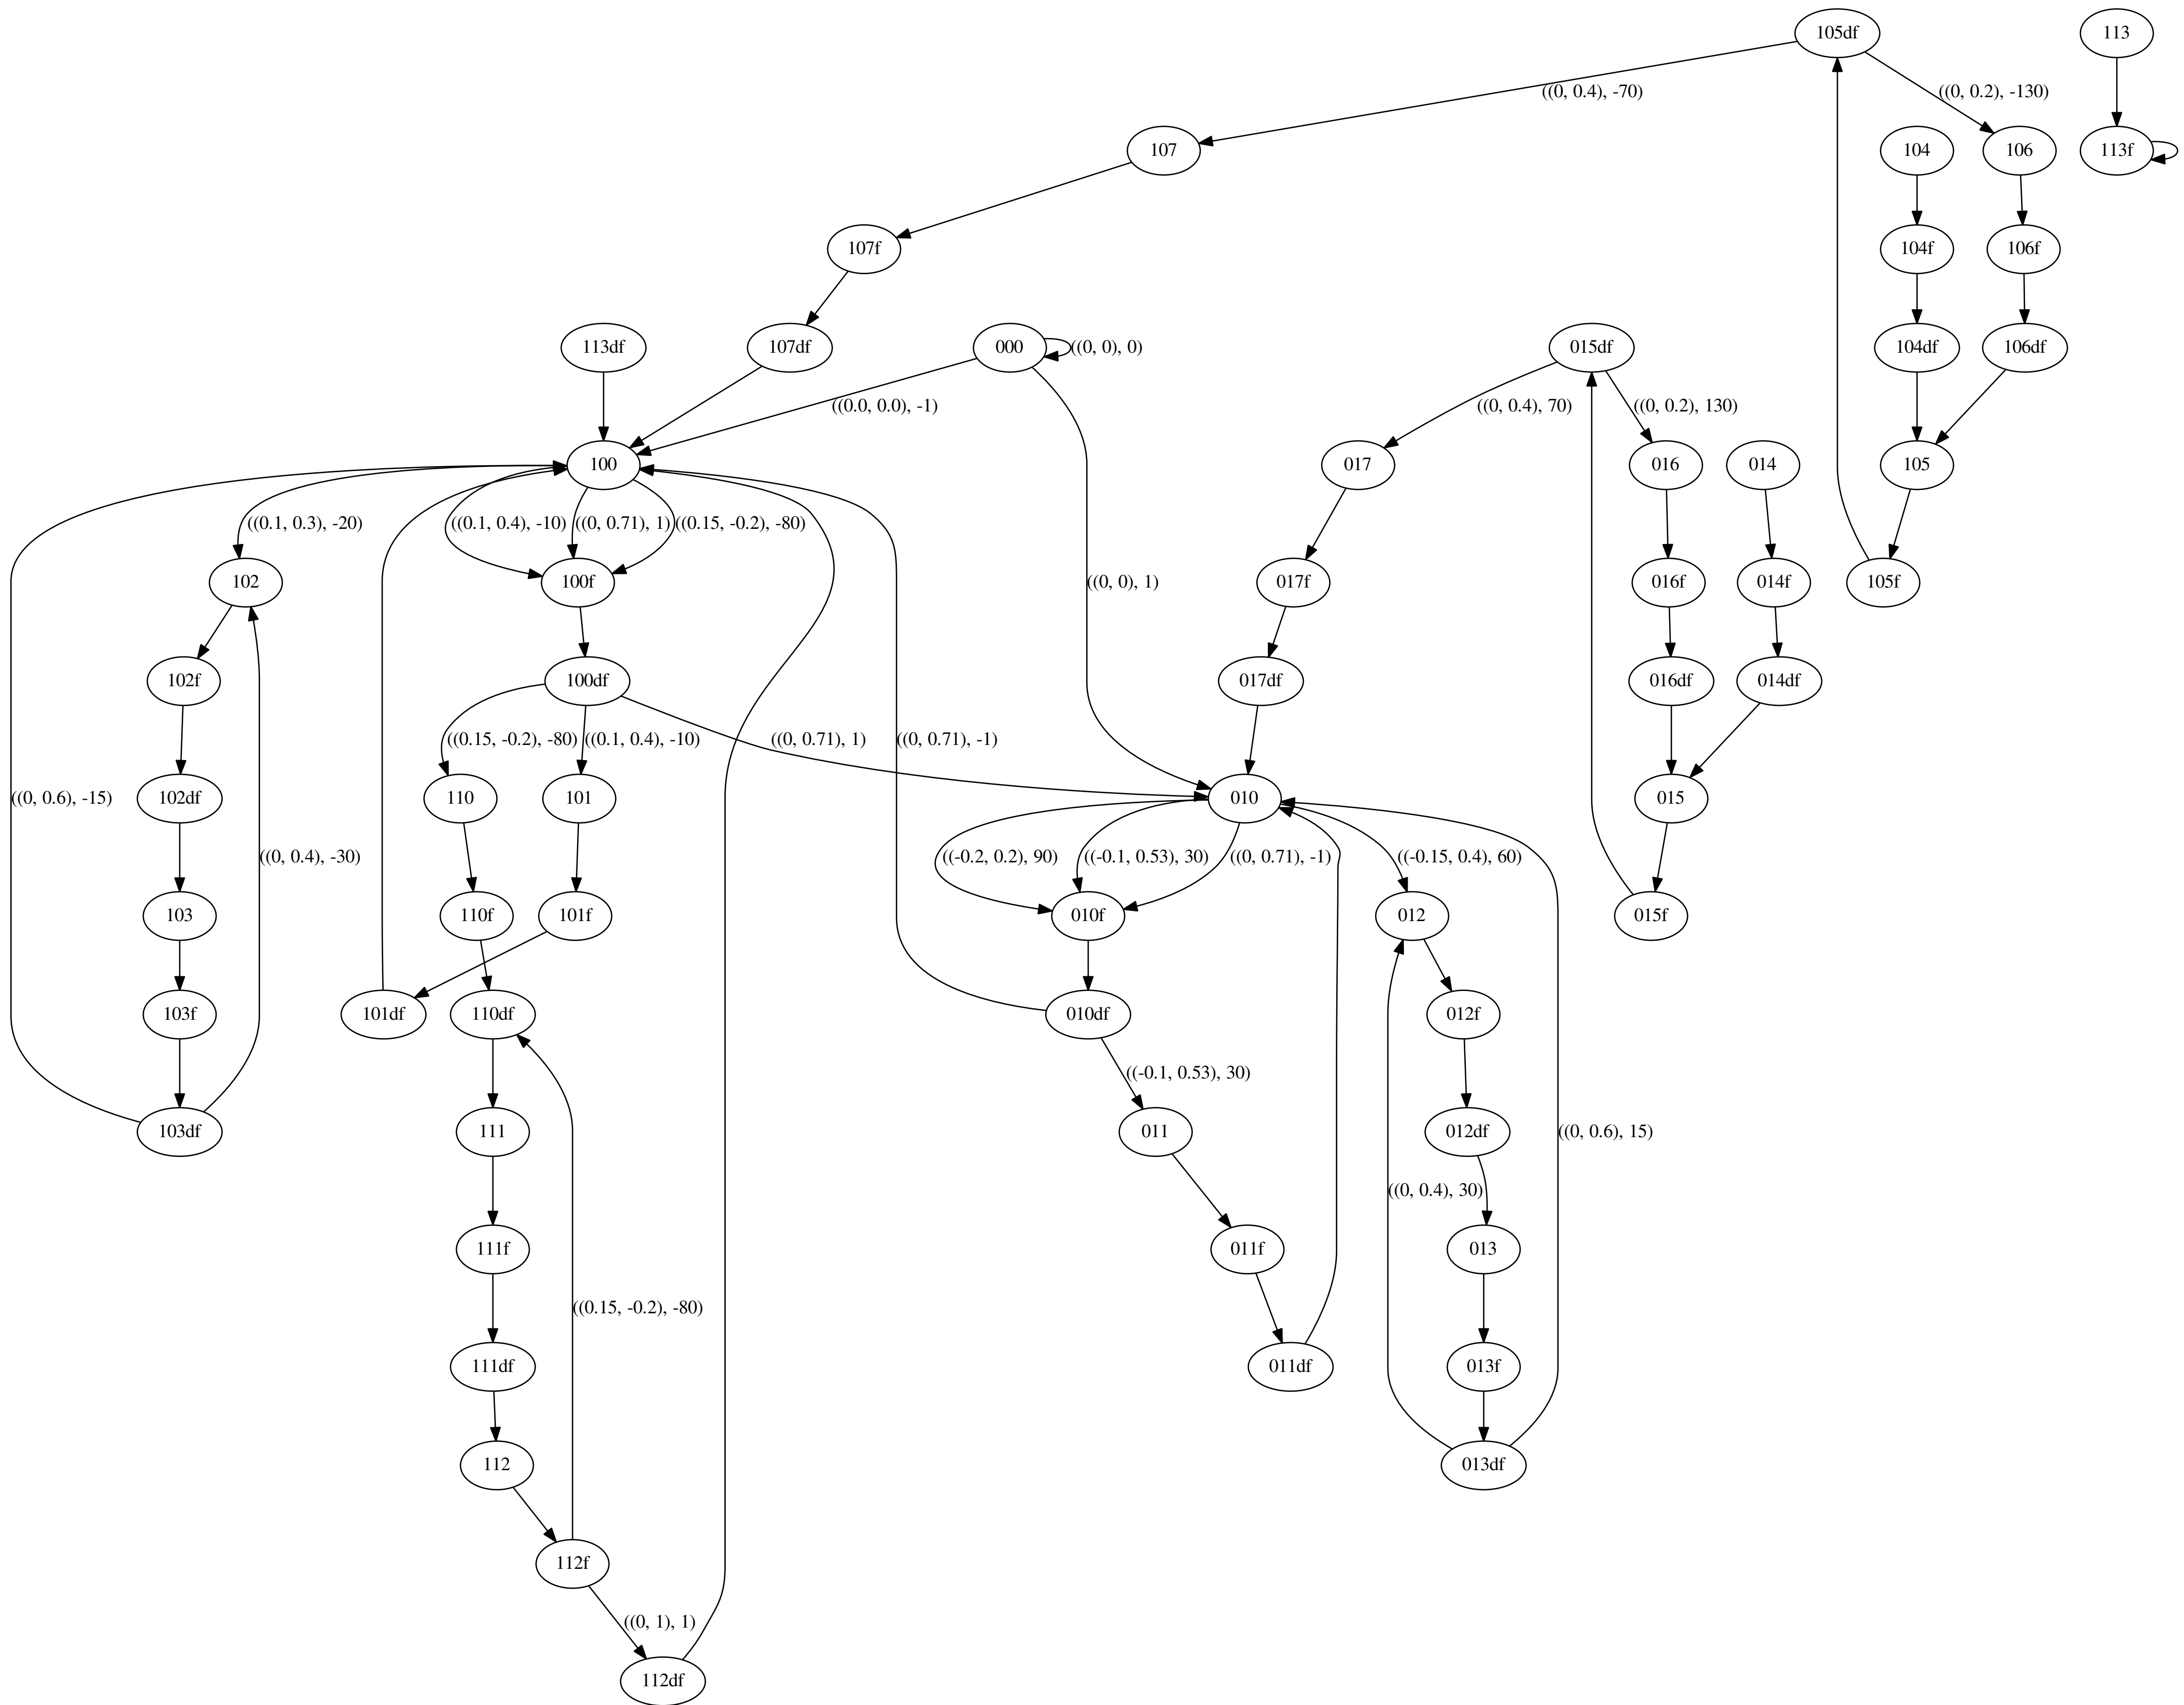 105df
113
((0, 0.4), -70)
((0, 0.2), -130)
107
104
106
113f
107f
104f
106f
113df
107df
000
((0, 0), 0)
015df
104df
106df
((0.0, 0.0), -1)
((0, 0.4), 70)
((0, 0.2), 130)
100
017
016
014
105
((0.1, 0.3), -20)
((0.1, 0.4), -10)
((0, 0.71), 1)
((0.15, -0.2), -80)
102
100f
((0, 0), 1)
017f
016f
014f
105f
102f
100df
017df
016df
014df
((0.15, -0.2), -80)
((0.1, 0.4), -10)
((0, 0.71), 1)
((0, 0.71), -1)
((0, 0.6), -15)
102df
110
101
010
015
((0, 0.4), -30)
((-0.2, 0.2), 90)
((-0.1, 0.53), 30)
((0, 0.71), -1)
((-0.15, 0.4), 60)
103
110f
101f
010f
012
015f
103f
101df
110df
010df
012f
((-0.1, 0.53), 30)
103df
111
011
012df
((0, 0.6), 15)
((0, 0.4), 30)
111f
011f
013
((0.15, -0.2), -80)
111df
011df
013f
112
013df
112f
((0, 1), 1)
112df